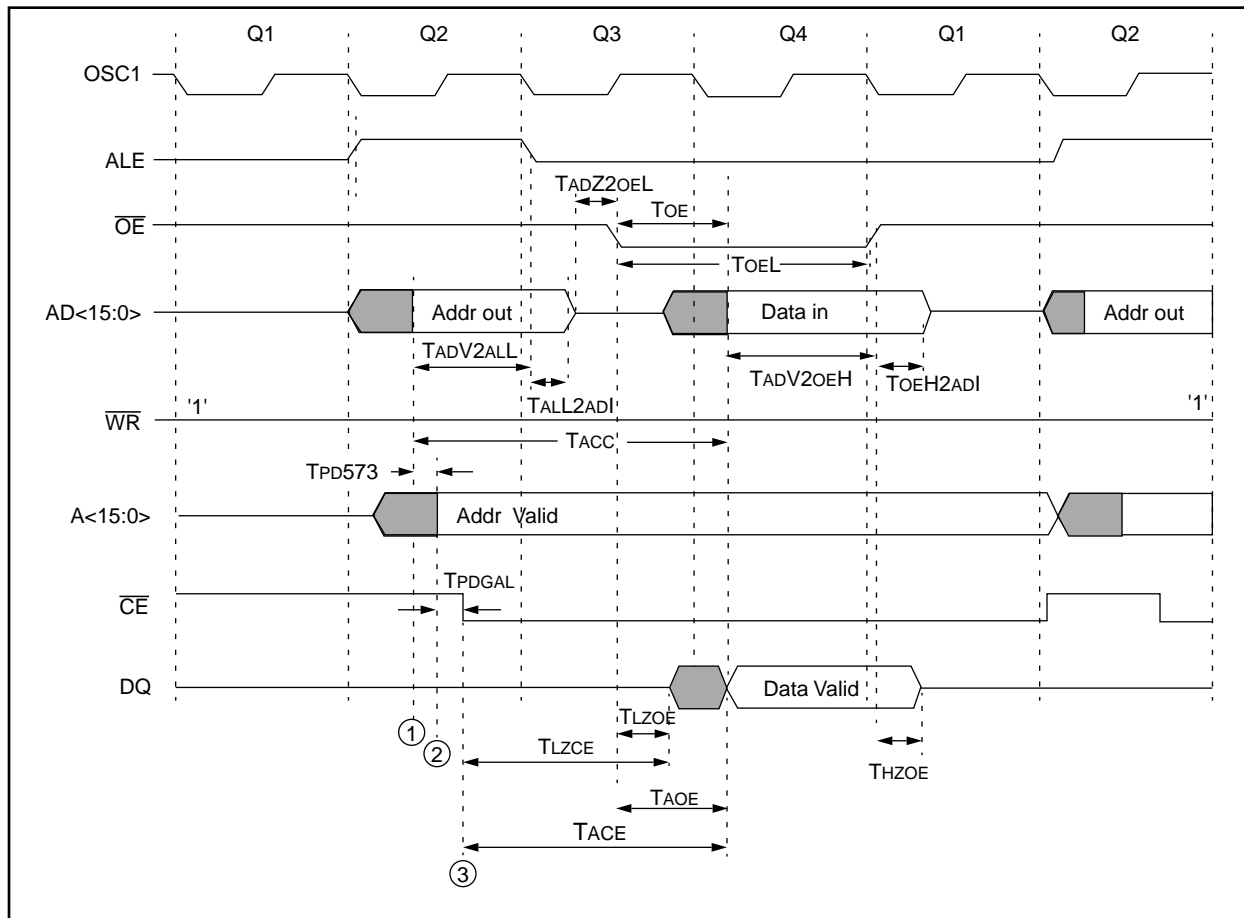 Q1 Q2 Q3 Q4 Q1 Q2
OSC1
ALE
TADZ2OEL
OE TOE
TOEL
AD<15:0> Addr out Data in Addr out
TADV2ALL TADV2OEH TOEH2ADI
TALL2ADI
WR '1' '1'
TACC
TPD573
A<15:0> Addr Valid
TPDGAL
CE
DQ Data Valid
1 TLZOE
2 TLZCE THZOE
TAOE
TACE
3